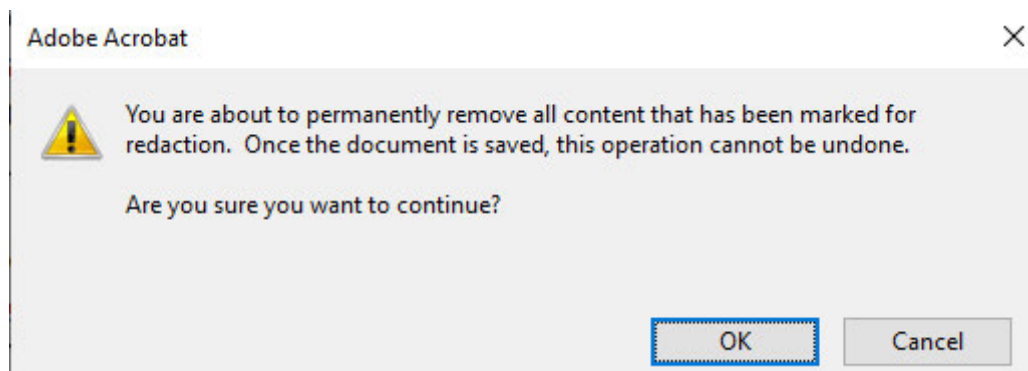 Adobe Acrobat
You are about to permanently remove all content that has been marked for
redaction.  Once the document is saved, this operation cannot be undone.
Are you sure you want to continue?
OK
Cancel